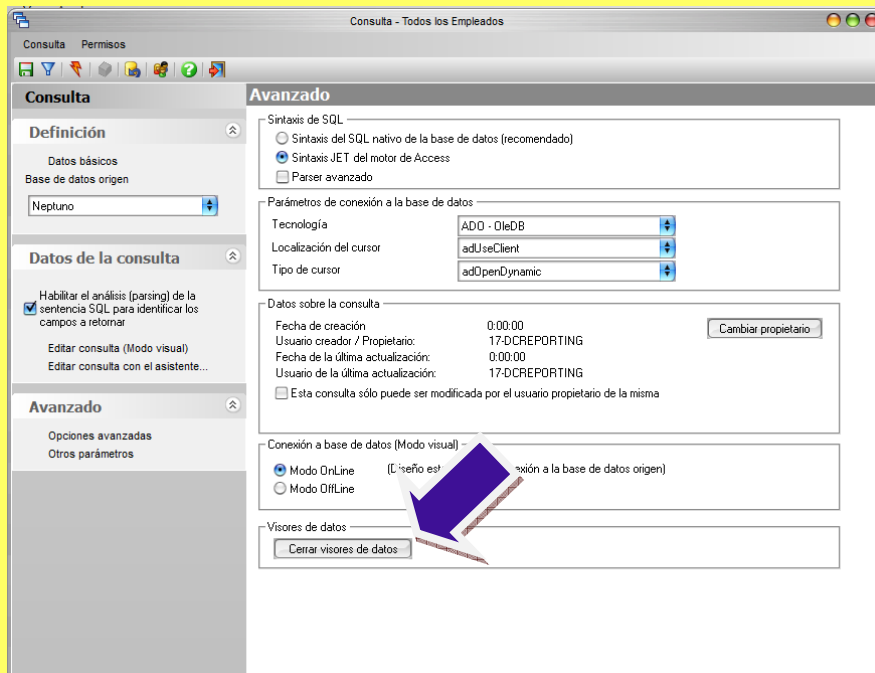 Consulta - Todos los Empleados
Consulta Permisos
Consulta
Definición
Datos básicos
Base de datos origen
Neptuno
Datos de la consulta
Habilitar el análisis (parsing) de la
sentencia SQL para identificar los
campos a retornar
Editar consulta (Modo visual)
Editar consulta con el asistente...
Avanzado
Opciones avanzadas
Otros parámetros
Avanzado
Sintaxis de SQL
Sintaxis del SQL nativo de la base de datos (recomendado)
Sintaxis JET del motor de Access
Parser avanzado
Parámetros de conexión a la base de datos
Tecnología ADO - OleDB
Localización del cursor adUseClient
Tipo de cursor adOpenDynamic
Datos sobre la consulta
Fecha de creación 0:00:00 Cambiar propietario
Usuario creador / Propietario: 17-DCREPORTING
Fecha de la última actualización: 0:00:00
Usuario de la última actualización: 17-DCREPORTING
Esta consulta sólo puede ser modificada por el usuario propietario de la misma
Conexión a base de datos (Modo visual)
Modo OnLine (Diseño a la base de datos origen)
Modo OffLine
Visores de datos
Cerrar visores de datos